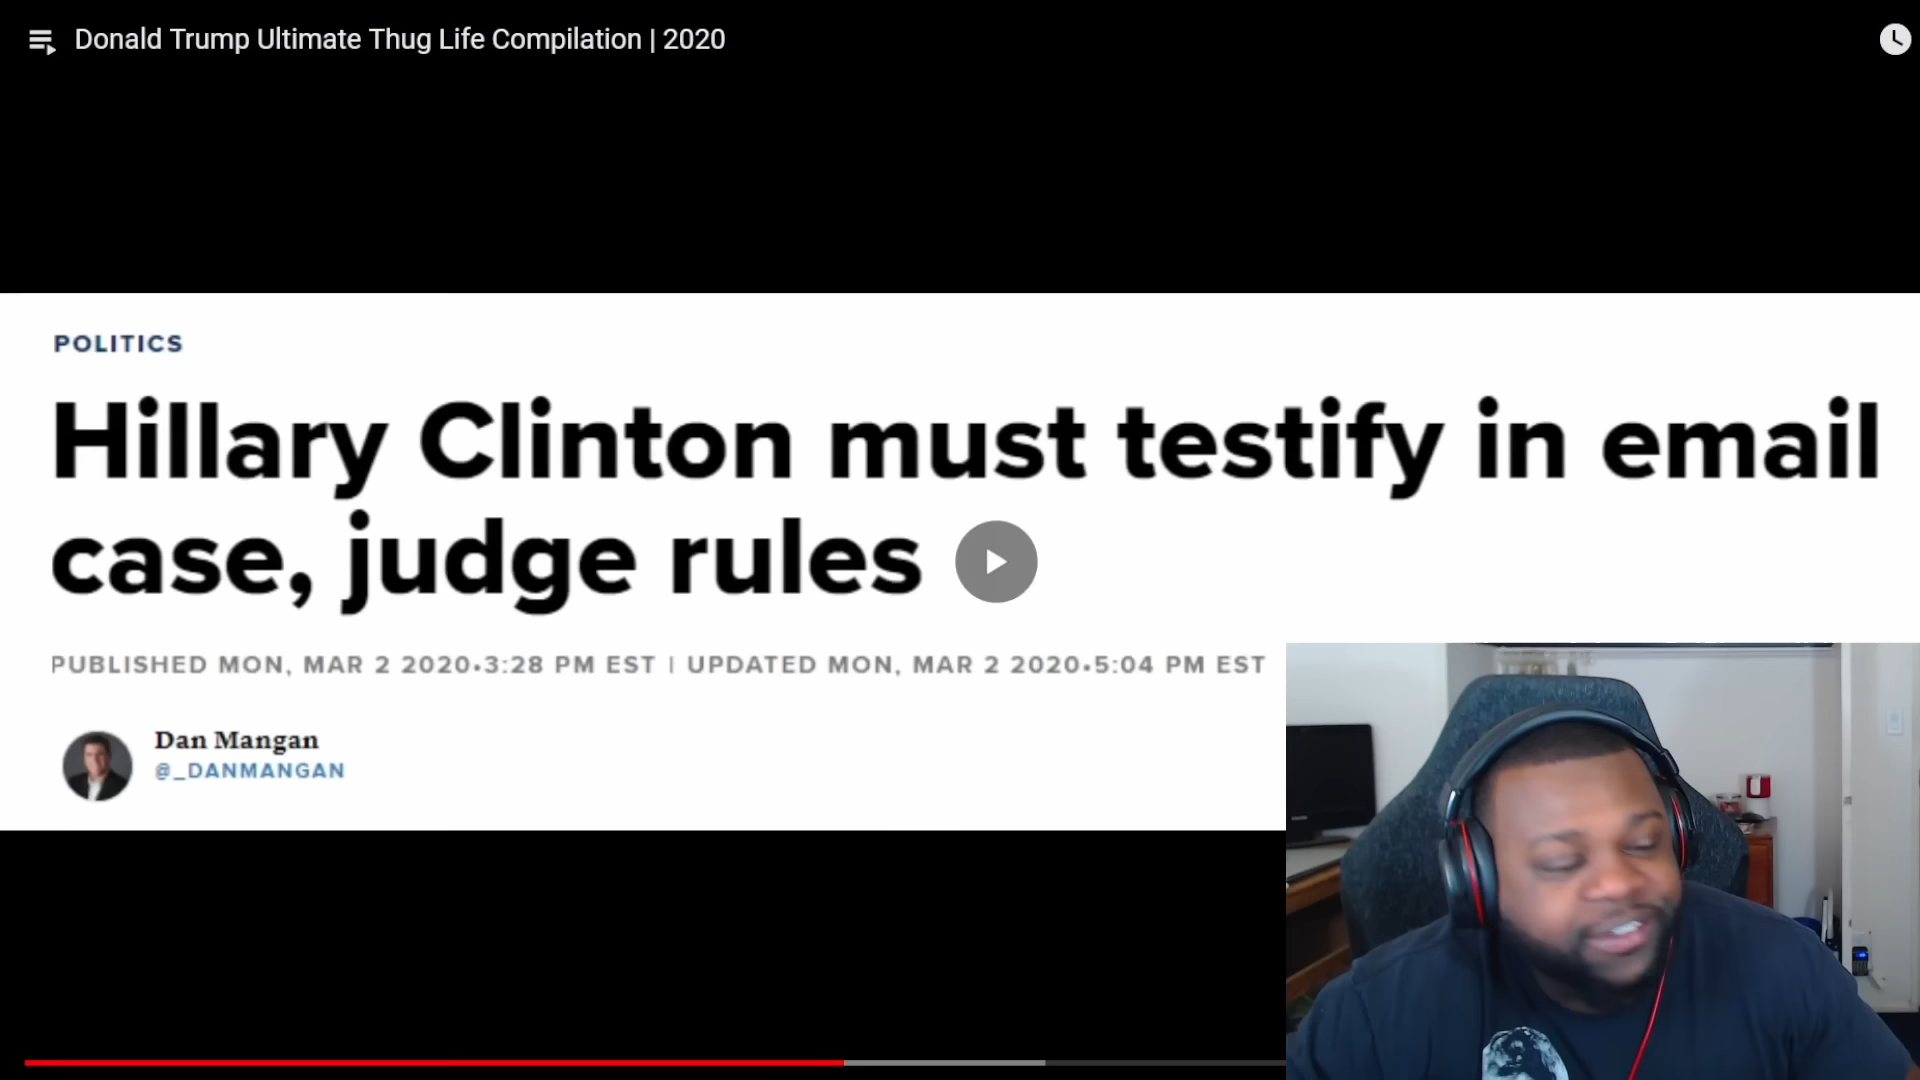 Donald Trump Ultimate Thug Life Compilation | 2020
POLITICS
Hillary Clinton must testify in email
case, judge rules
PUBLISHED MON, MAR 2 2020•3:28 PM EST | UPDATED MON, MAR 2 2020•5:04 PM EST
Dan Mangan
@_DANMANGAN